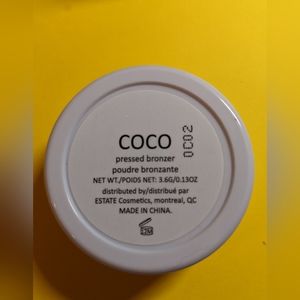 COCO
0C02
pressed bronzer
poudre bronzante
NET WT./POIDS NET: 3.6G/0.13OZ
distributed by/distribué par
ESTATE Cosmetics, montreal, QC
MADE IN CHINA.
12M